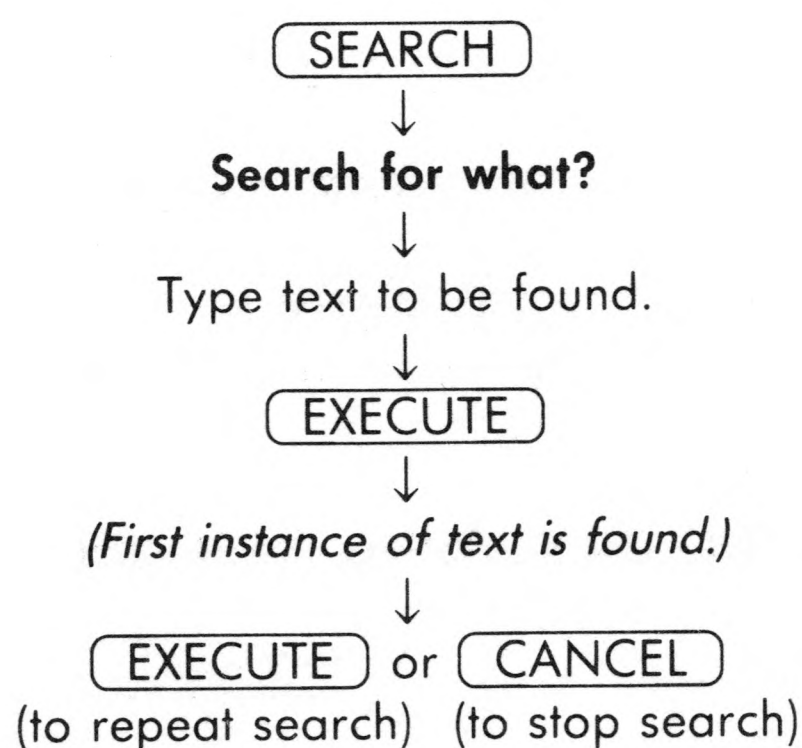 SEARCH
Search for what?
Type text to be found.
EXECUTE
(First instance of text is found.)
EXECUTE or CANCEL
(to repeat search) (to stop search)